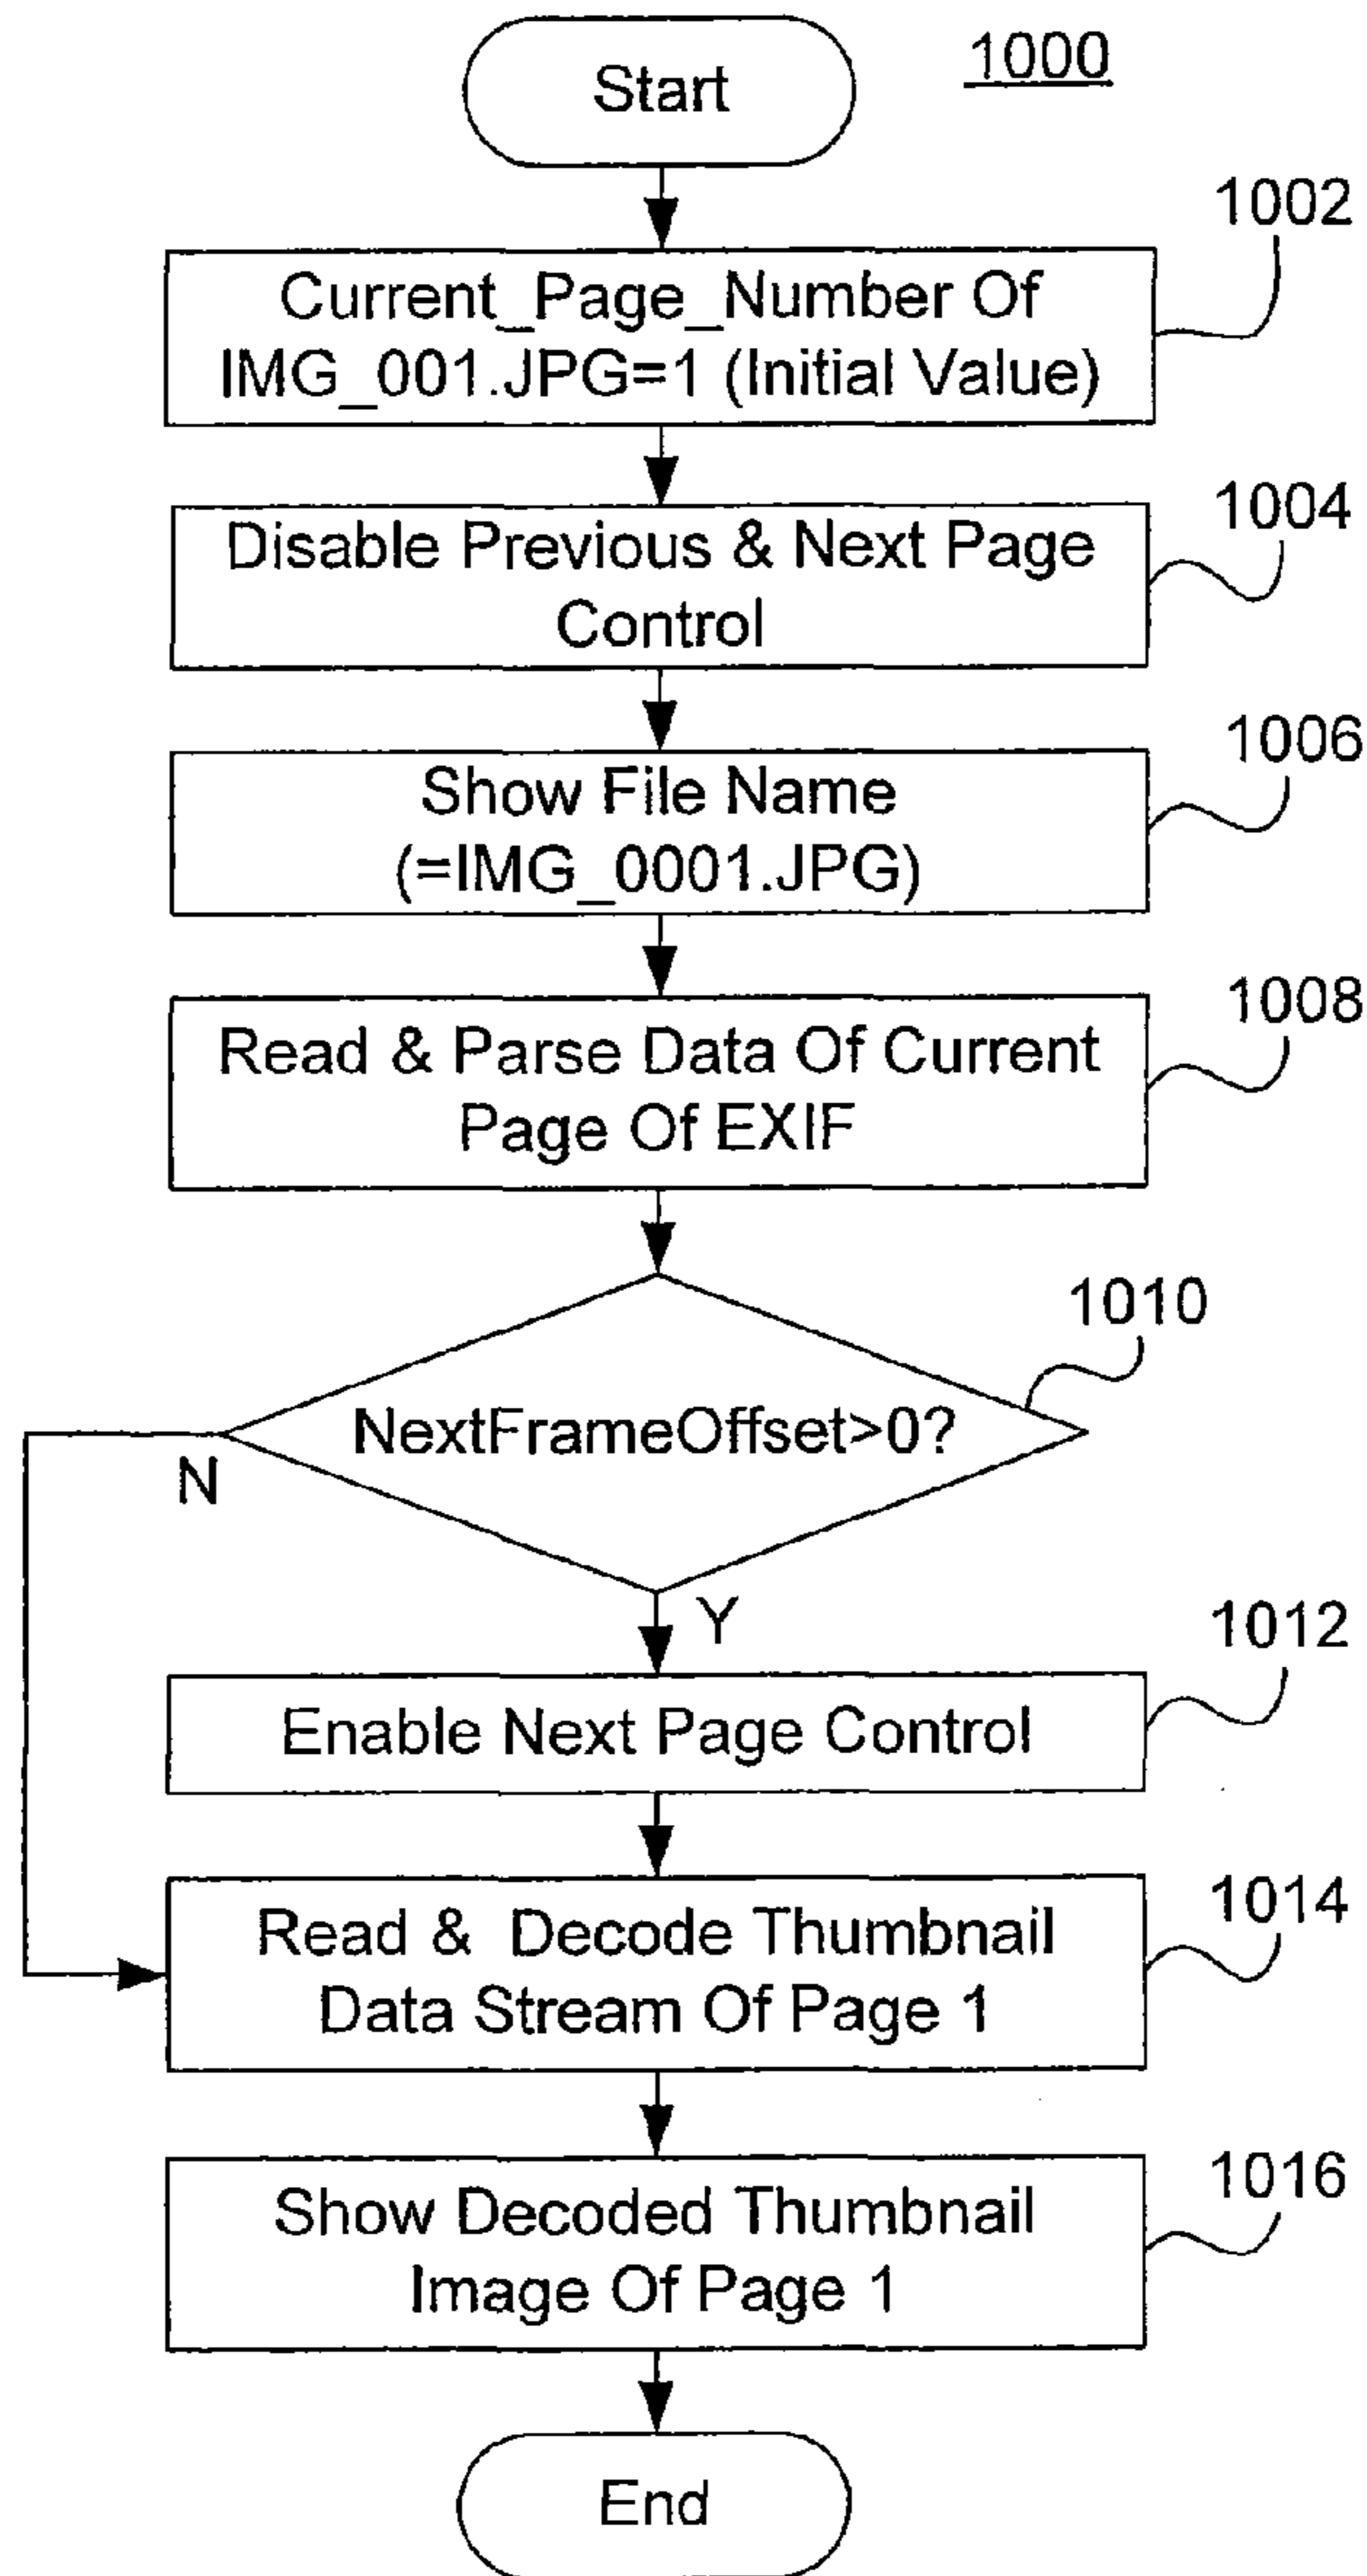 Start
1000
1002
Current_Page_Number Of
IMG_001.JPG=1 (Initial Value)
1004
Disable Previous & Next Page
Control
1006
Show File Name
(=IMG_0001.JPG)
1008
Read & Parse Data Of Current
Page Of EXIF
1010
NextFrameOffset>0?
N
Y
1012
Enable Next Page Control
1014
Read & Decode Thumbnail
Data Stream Of Page 1
1016
Show Decoded Thumbnail
Image Of Page 1
End